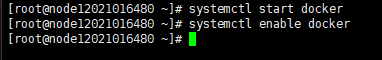 [root@node12021016480 ~]# systemctl start docker
[root@node12021016480 ~]# systemctl enable docker
[root@node12021016480 ~]#